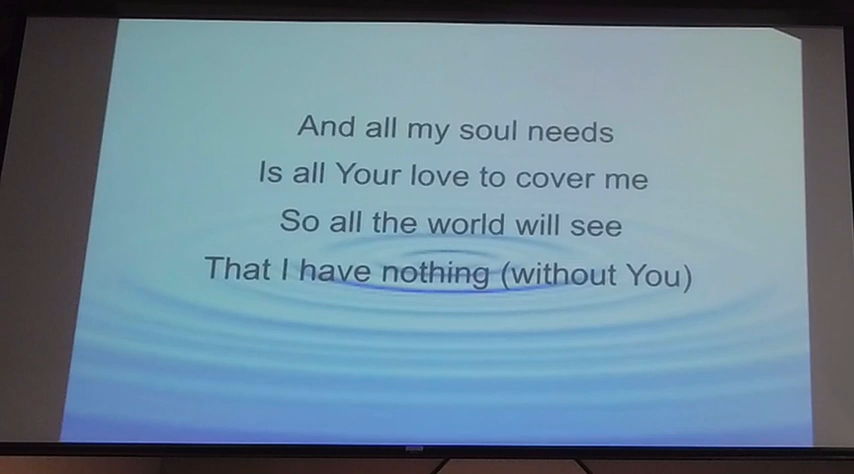 And all my soul needs
Is all Your love to cover me
So all the world will see
That I have nothing (without You)